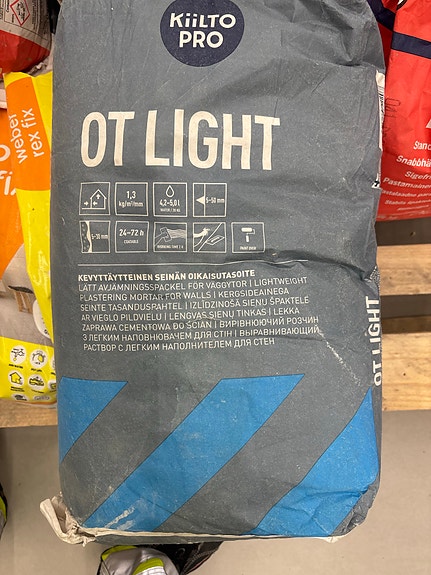 KiiLTO
PRO
OT LIGHT
1,3
kg/m²/mm
4,2–5,0 L
5–50 mm
5–30 mm
24–72 h
KEVYTTÄYTTEINEN SEINÄN OIKAISUTASOITE
LÄTT AVJÄMNINGSSPACKEL FÖR VÄGGYTOR | LIGHTWEIGHT
PLASTERING MORTAR FOR WALLS | KERGSIDEAINEGA
SEINTE TASANDUSPAHTEL | IZLĪDZINOŠA SIENU ŠPAKTELE
AR VIEGLO PILDVIELU | LENGVAS SIENŲ TINKAS | LEKKA
ZAPRAWA CEMENTOWA DO ŚCIAN | ВИРІВНЮЮЧИЙ РОЗЧИН
З ЛЕГКИМ НАПОВНЮВАЧЕМ ДЛЯ СТІН | ВЫРАВНИВАЮЩИЙ
РАСТВОР С ЛЕГКИМ НАПОЛНИТЕЛЕМ ДЛЯ СТЕН
OT LIGHT
weber
rex fix